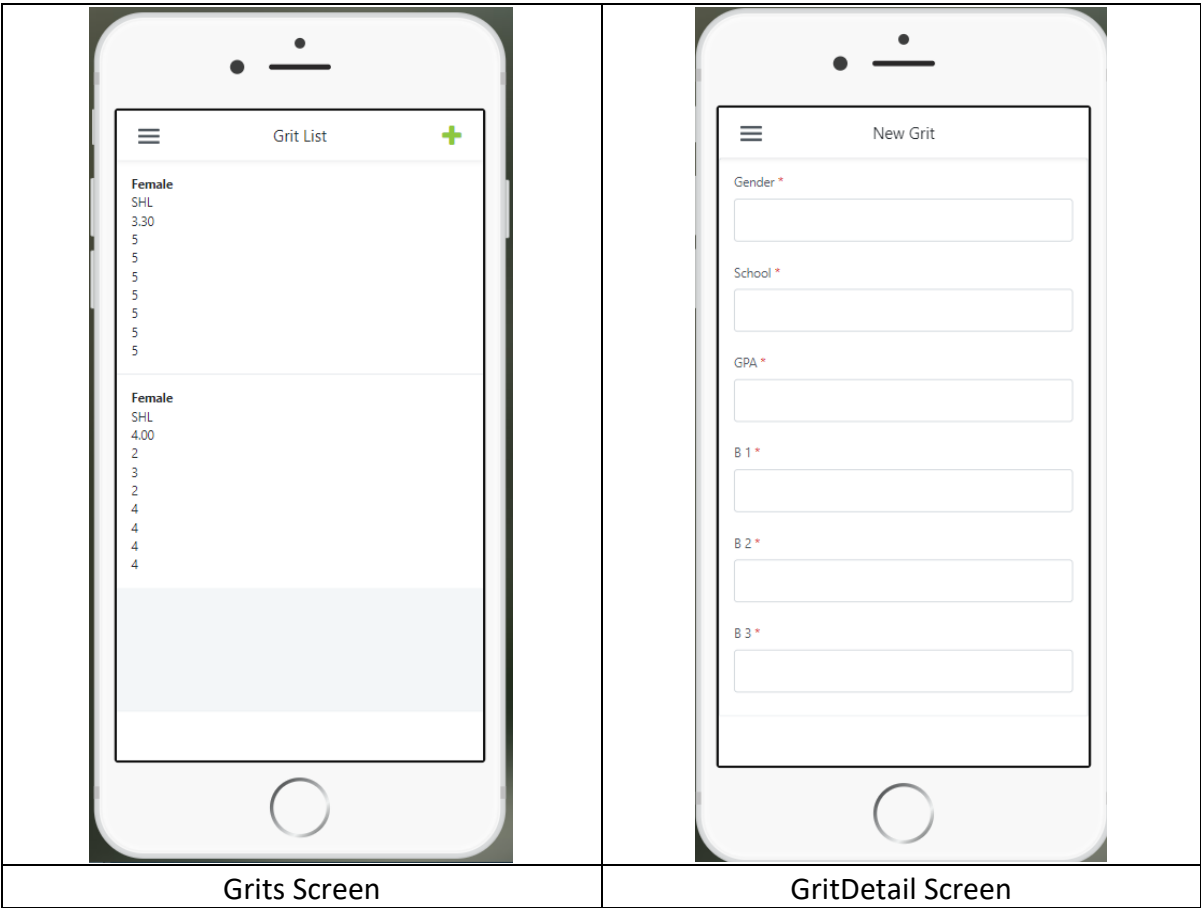 Grit List
Female
SHL
3.30
5
5
5
5
5
5
5
Female
SHL
4.00
2
3
2
4
4
4
4
Grits Screen
New Grit
Gender *
School *
GPA *
B 1 *
B 2 *
B 3 *
GritDetail Screen